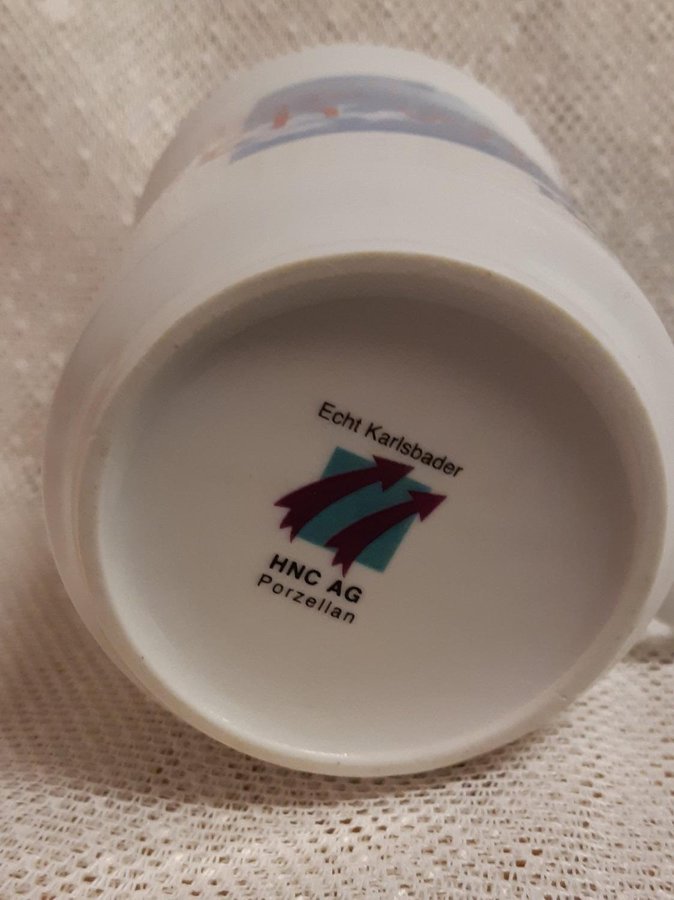 Echt Karlsbader
HNC AG
Porzellan